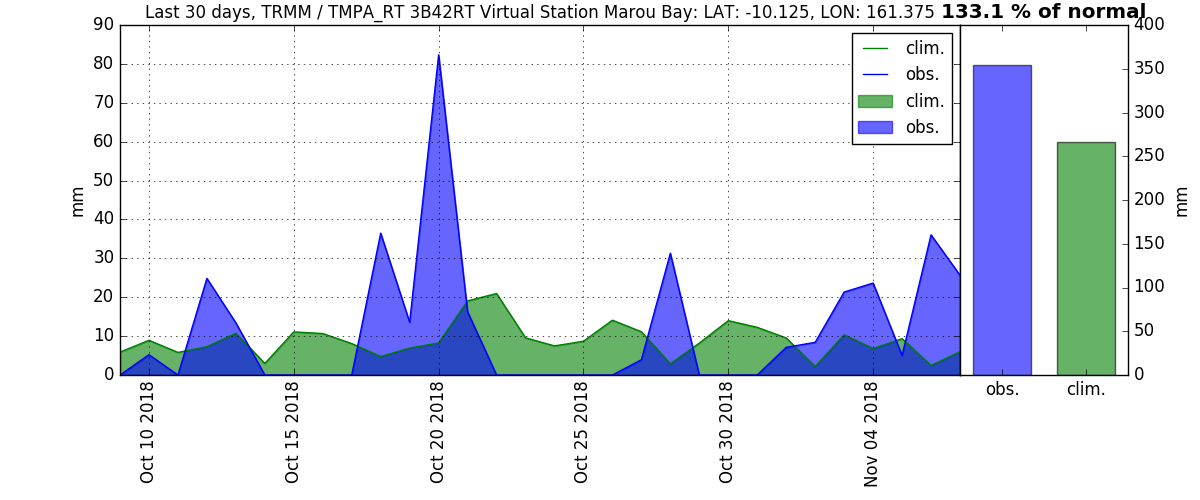 Last 30 days, TRMM / TMPA_RT 3B42RT Virtual Station Marou Bay: LAT: -10.125, LON: 161.375 133.1 % of normal
90
80
70
60
50
40
30
20
10
0
mm
clim.
obs.
clim.
obs.
Oct 10 2018
Oct 15 2018
Oct 20 2018
Oct 25 2018
Oct 30 2018
Nov 04 2018
400
350
300
250
200
150
100
50
0
mm
obs.
clim.